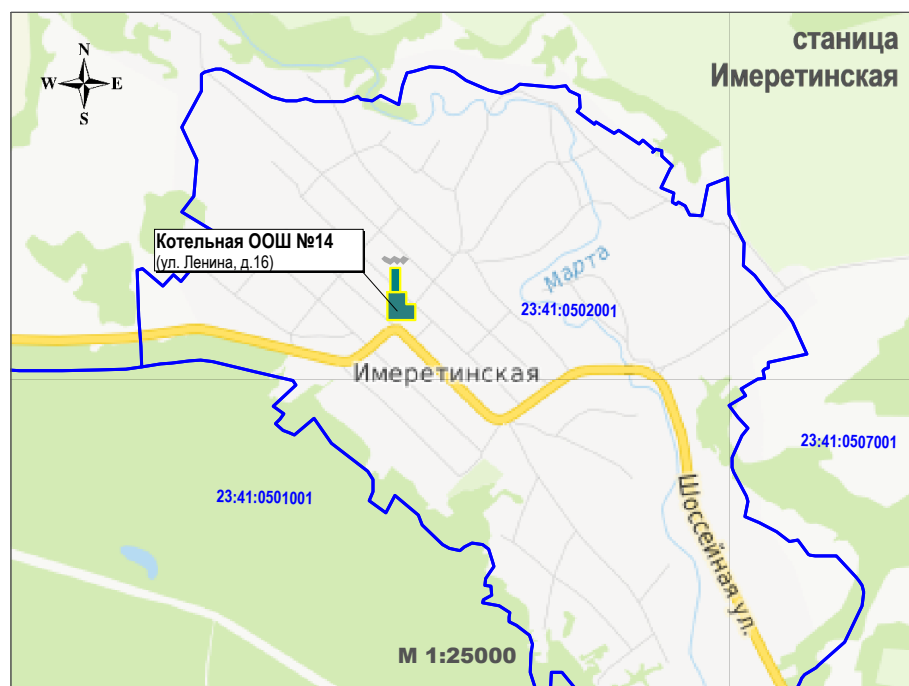 станица
Имеретинская
N
W
E
S
Котельная ООШ №14
(ул. Ленина, д.16)
Марта
23:41:0502001
Имеретинская
23:41:0507001
23:41:0501001
Шоссейная ул.
М 1:25000